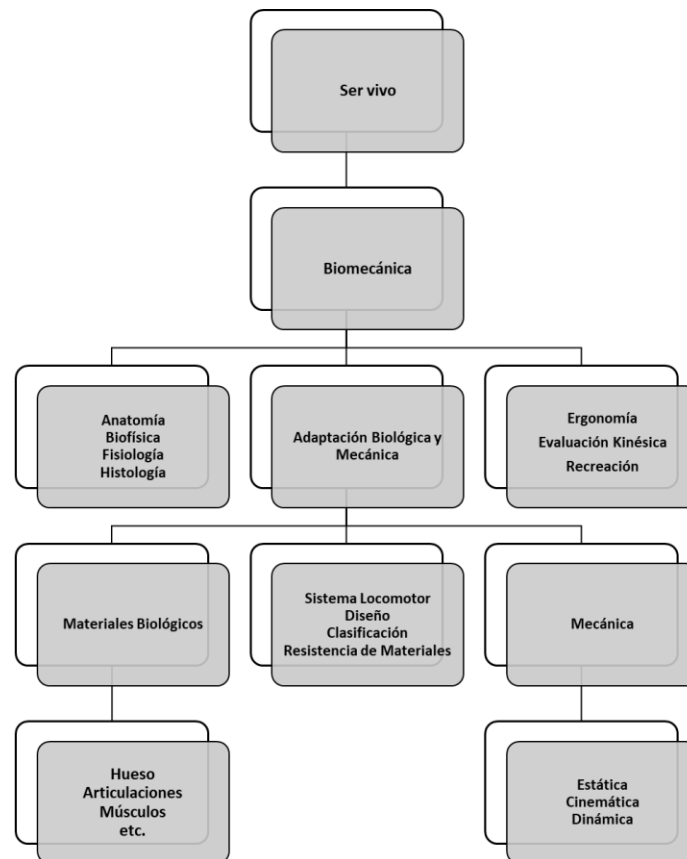 Ser vivo
Biomecánica
Anatomía
Biofísica
Fisiología
Histología
Adaptación Biológica y
Mecánica
Ergonomía
Evaluación Kinésica
Recreación
Materiales Biológicos
Sistema Locomotor
Diseño
Clasificación
Resistencia de Materiales
Mecánica
Hueso
Articulaciones
Músculos
etc.
Estática
Cinemática
Dinámica